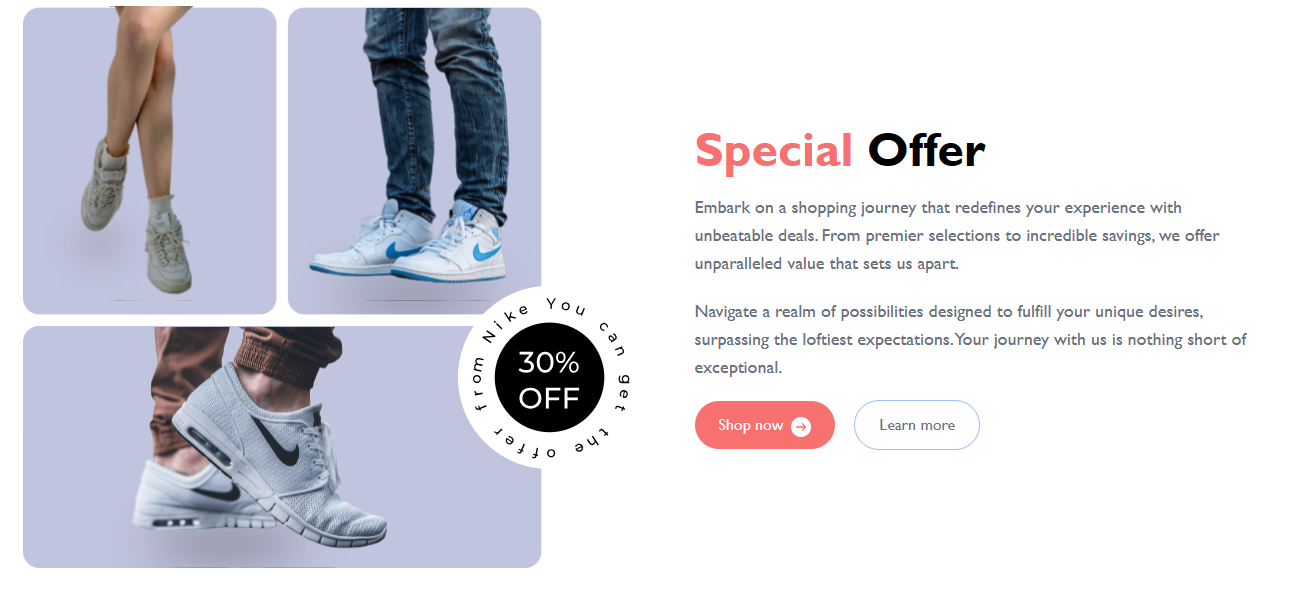 Special Offer
Embark on a shopping journey that redefines your experience with
unbeatable deals. From premier selections to incredible savings, we offer
unparalleled value that sets us apart.
Navigate a realm of possibilities designed to fulfill your unique desires,
surpassing the loftiest expectations.Your journey with us is nothing short of
exceptional.
Shop now
Learn more
You can get the offer from Nike
30%
OFF